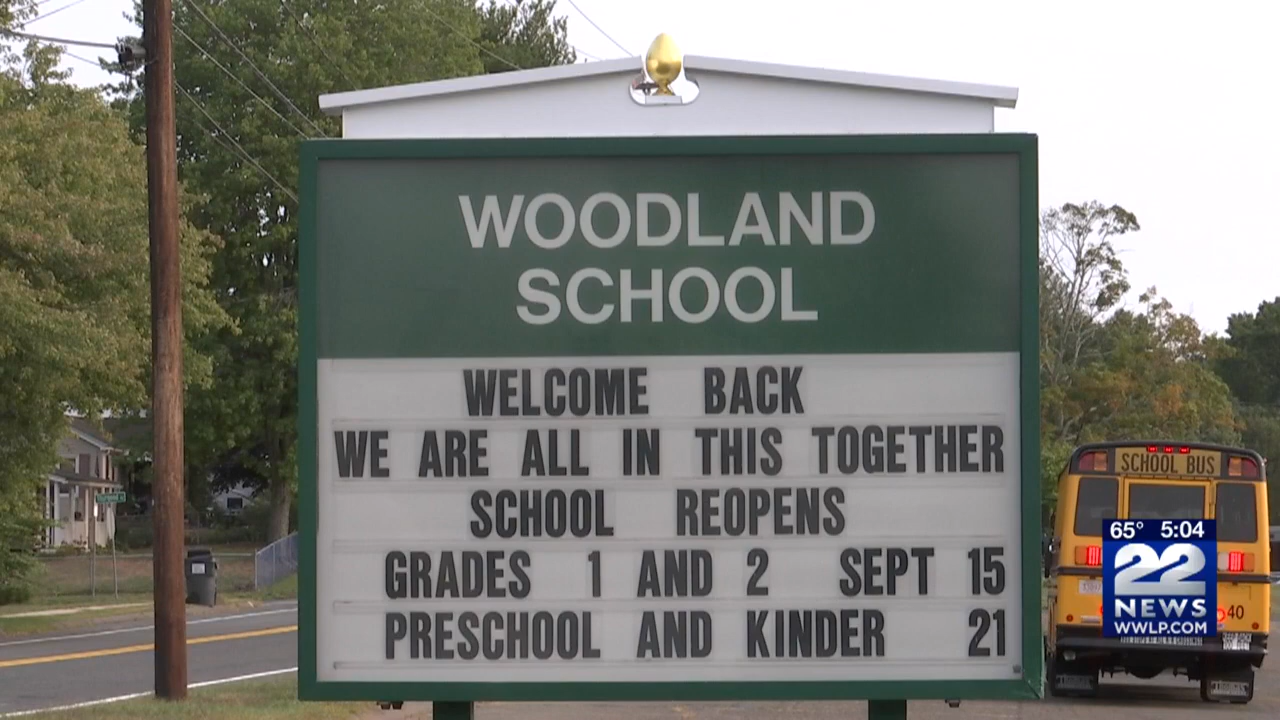 WOODLAND
SCHOOL
WELCOME BACK
WE ARE ALL IN THIS TOGETHER
SCHOOL REOPENS
GRADES 1 AND 2 SEPT 15
PRESCHOOL AND KINDER 21
SCHOOL BUS
40
65° 5:04
22
NEWS
WWLP.COM